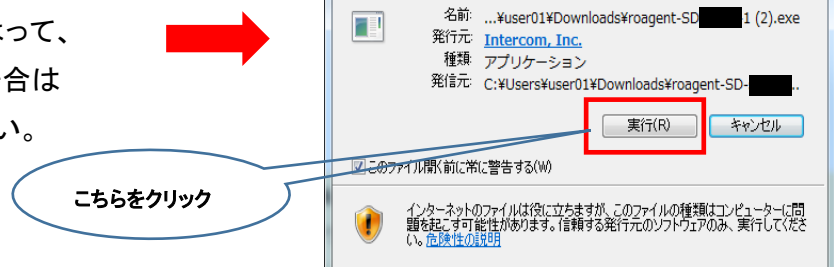 って、
合は
い。
こちらをクリック
名前: ...¥user01¥Downloads¥roagent-SD 1 (2).exe
発行元: Intercom, Inc.
種類: アプリケーション
発信元: C:¥Users¥user01¥Downloads¥roagent-SD- ..
実行(R) キャンセル
このファイル開く前に常に警告する(W)
インターネットのファイルは役に立ちますが、このファイルの種類はコンピューターに問
題を起こす可能性があります。信頼する発行元のソフトウェアのみ、実行してくださ
い。危険性の説明